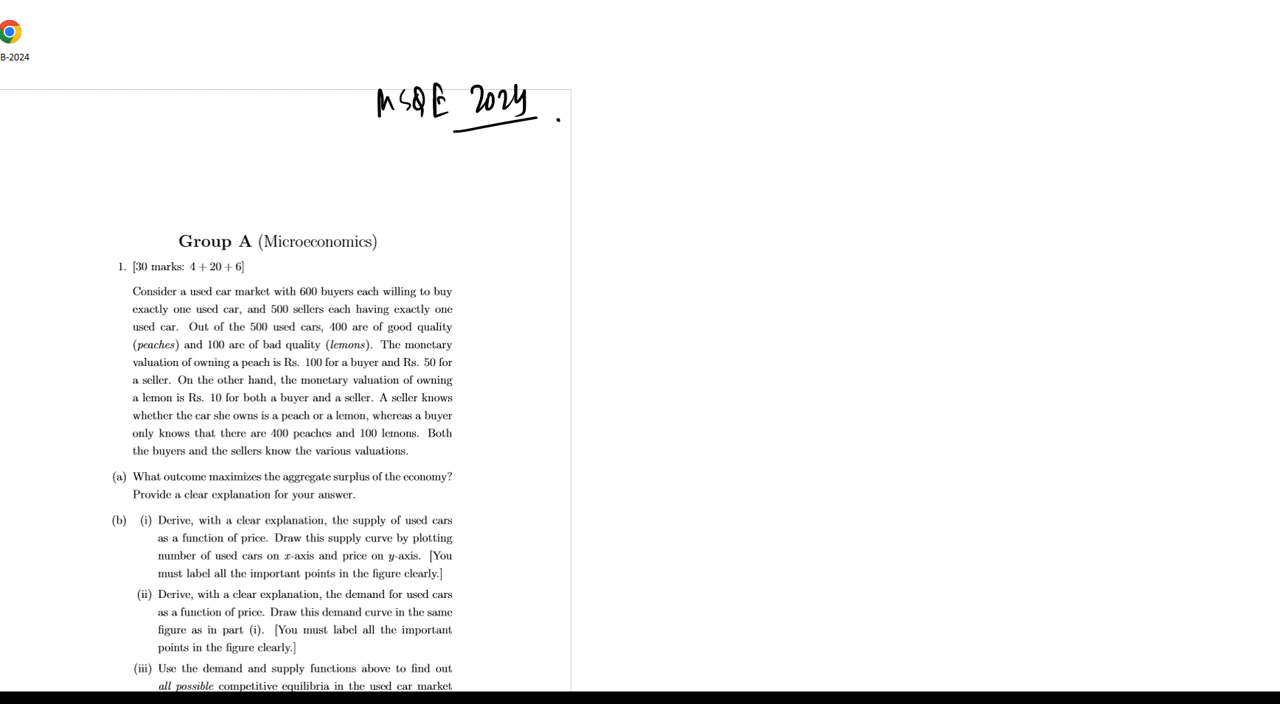 B-2024
MSQE 2024.
Group A (Microeconomics)
1. [30 marks: 4 + 20 + 6]
Consider a used car market with 600 buyers each willing to buy
exactly one used car, and 500 sellers each having exactly one
used car. Out of the 500 used cars, 400 are of good quality
(peaches) and 100 are of bad quality (lemons). The monetary
valuation of owning a peach is Rs. 100 for a buyer and Rs. 50 for
a seller. On the other hand, the monetary valuation of owning
a lemon is Rs. 10 for both a buyer and a seller. A seller knows
whether the car she owns is a peach or a lemon, whereas a buyer
only knows that there are 400 peaches and 100 lemons. Both
the buyers and the sellers know the various valuations.
(a) What outcome maximizes the aggregate surplus of the economy?
Provide a clear explanation for your answer.
(b) (i) Derive, with a clear explanation, the supply of used cars
as a function of price. Draw this supply curve by plotting
number of used cars on x-axis and price on y-axis. [You
must label all the important points in the figure clearly.]
(ii) Derive, with a clear explanation, the demand for used cars
as a function of price. Draw this demand curve in the same
figure as in part (i). [You must label all the important
points in the figure clearly.]
(iii) Use the demand and supply functions above to find out
all possible competitive equilibria in the used car market